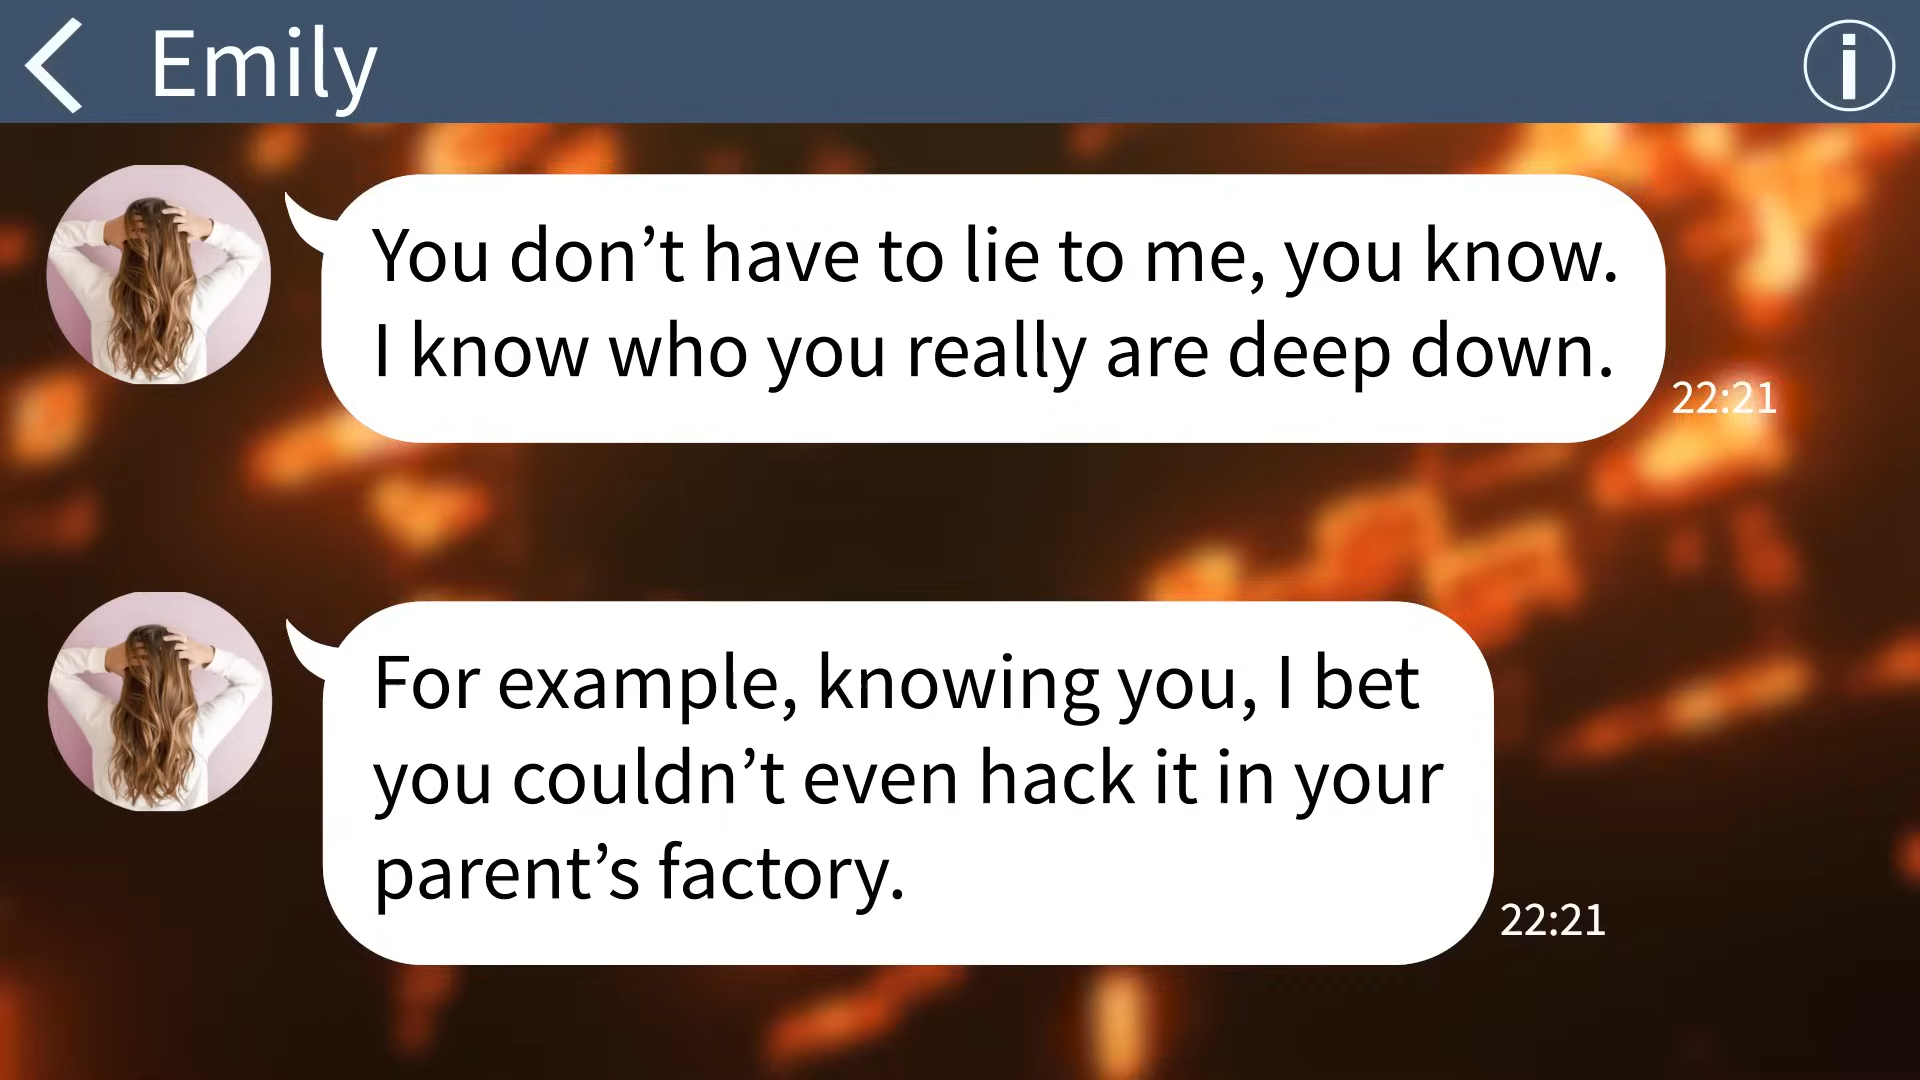 Emily
You don’t have to lie to me, you know.
I know who you really are deep down.
22:21
For example, knowing you, I bet
you couldn’t even hack it in your
parent’s factory.
22:21